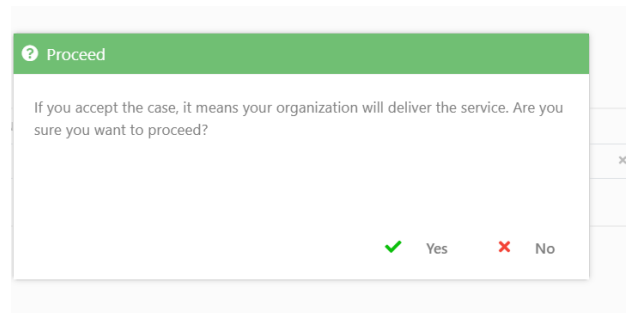 Proceed
If you accept the case, it means your organization will deliver the service. Are you
sure you want to proceed?
Yes No